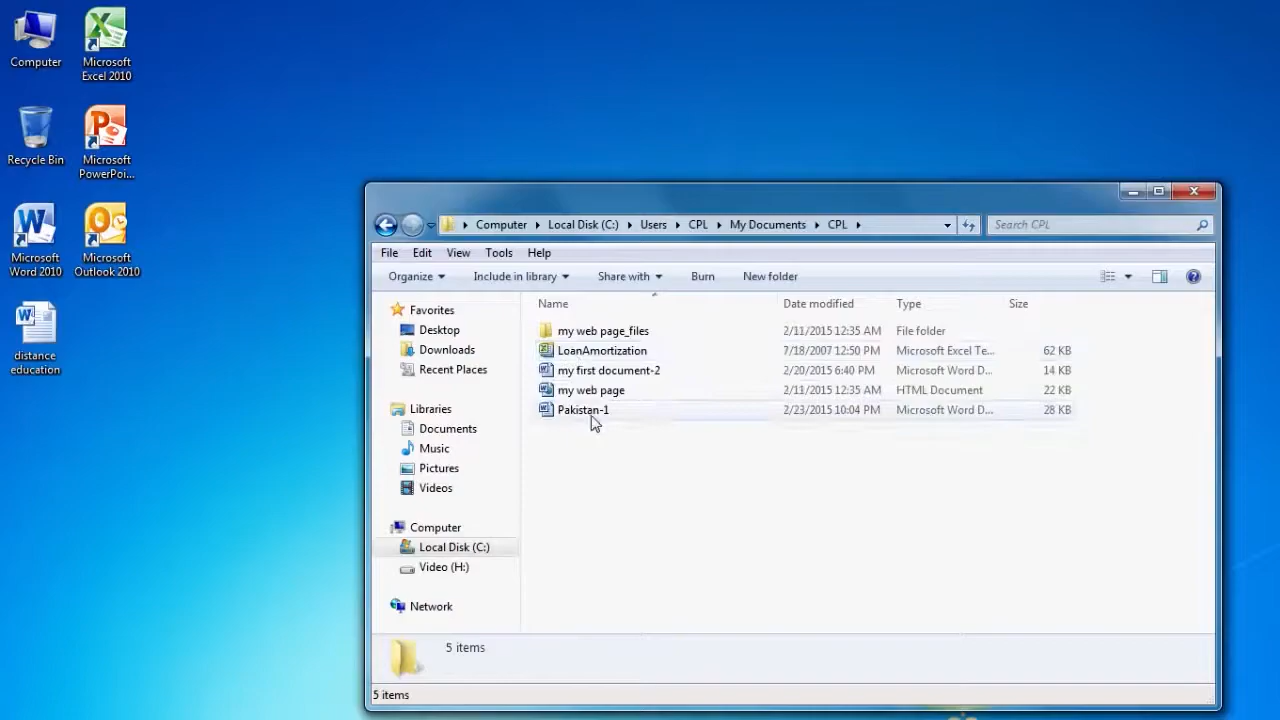 Computer
Microsoft
Excel 2010
Recycle Bin
Microsoft
PowerPoi...
Microsoft
Word 2010
Microsoft
Outlook 2010
distance
education
Computer Local Disk (C:) Users CPL My Documents CPL
Search CPL
File Edit View Tools Help
Organize Include in library Share with Burn New folder
Favorites
Desktop
Downloads
Recent Places
Libraries
Documents
Music
Pictures
Videos
Computer
Local Disk (C:)
Video (H:)
Network
Name Date modified Type Size
my web page_files 2/11/2015 12:35 AM File folder
LoanAmortization 7/18/2007 12:50 PM Microsoft Excel Te... 62 KB
my first document-2 2/20/2015 6:40 PM Microsoft Word D... 14 KB
my web page 2/11/2015 12:35 AM HTML Document 22 KB
Pakistan-1 2/23/2015 10:04 PM Microsoft Word D... 28 KB
5 items
5 items